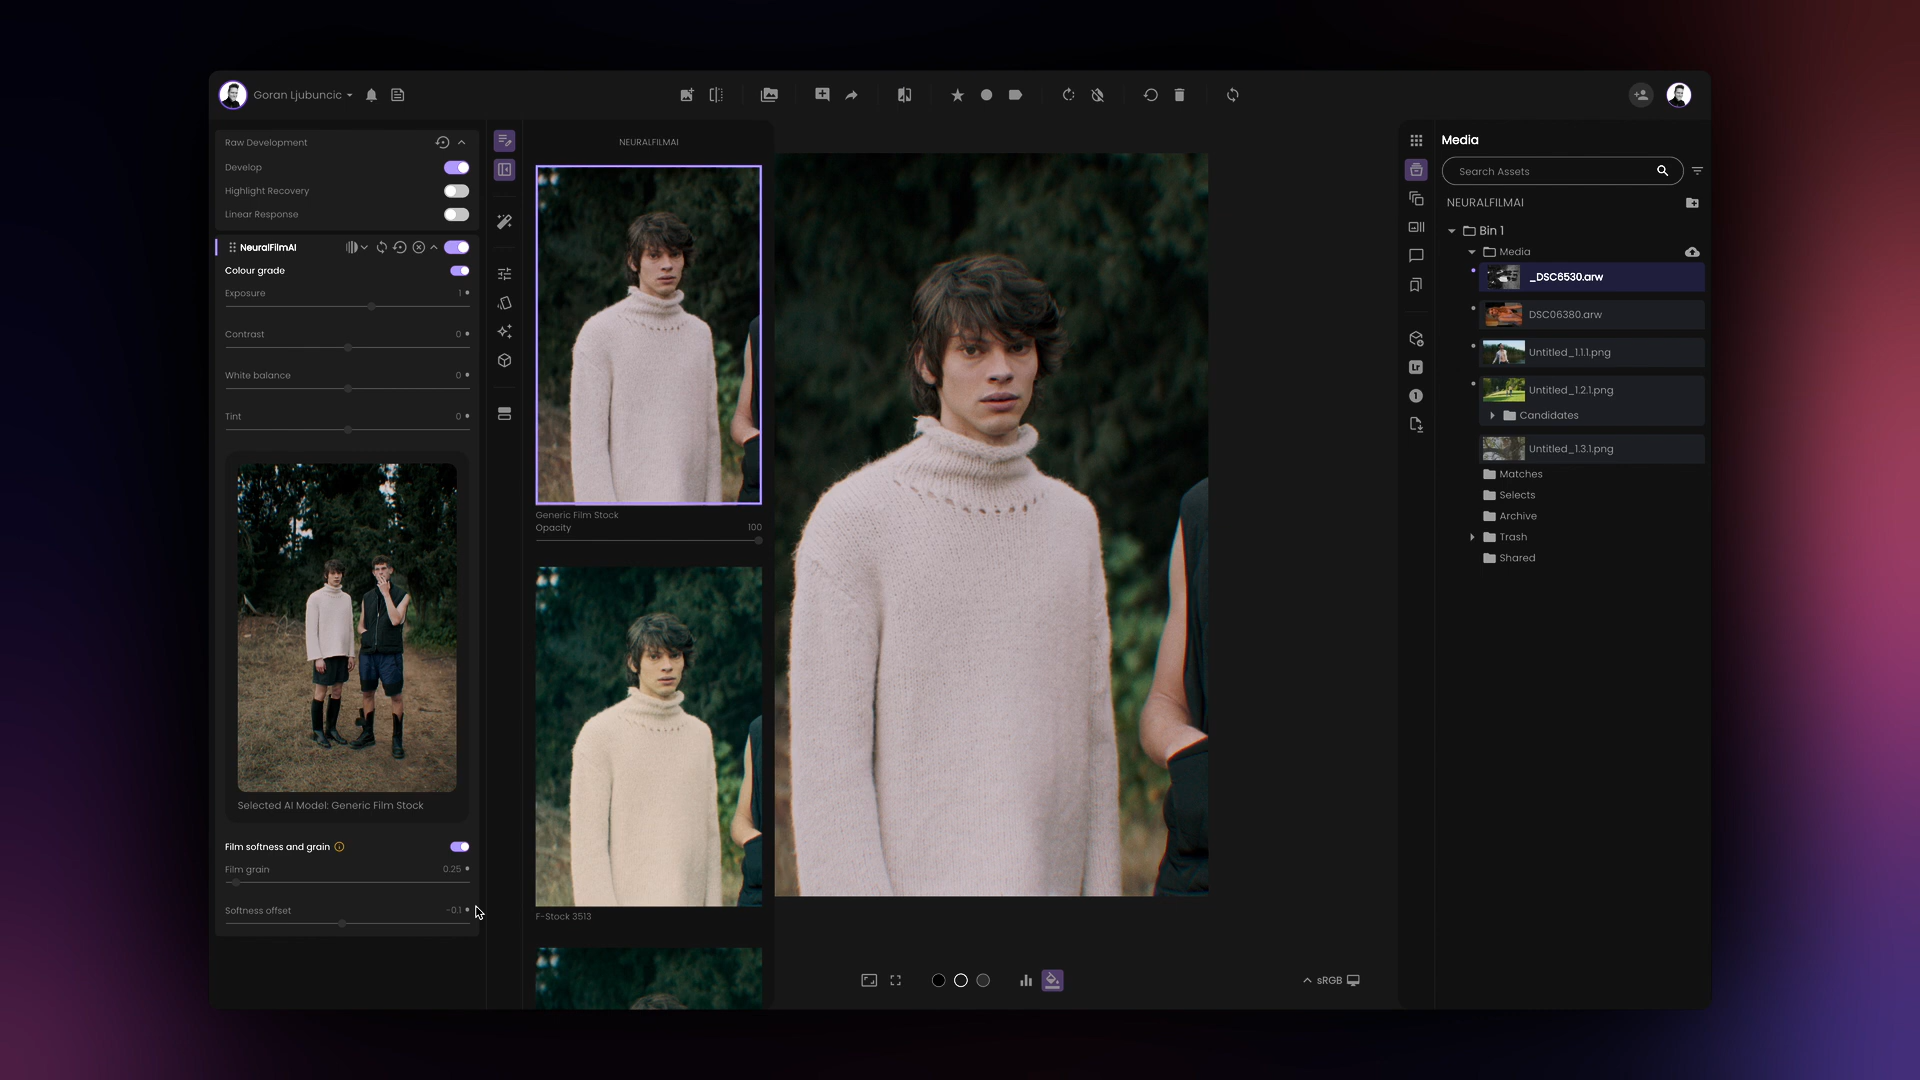 Goran Ljubuncic
Raw Development
Develop
Highlight Recovery
Linear Response
NeuralFilmAI
Colour grade
Exposure 1
Contrast 0
White balance 0
Tint 0
Selected AI Model: Generic Film Stock
Film softness and grain
Film grain 0.25
Softness offset -0.1
NEURALFILMAI
Generic Film Stock
Opacity 100
F-Stock 3513
sRGB
Lr
1
Media
Search Assets
NEURALFILMAI
Bin 1
Media
_DSC6530.arw
DSC06380.arw
Untitled_1.1.1.png
Untitled_1.2.1.png
Candidates
Untitled_1.3.1.png
Matches
Selects
Archive
Trash
Shared